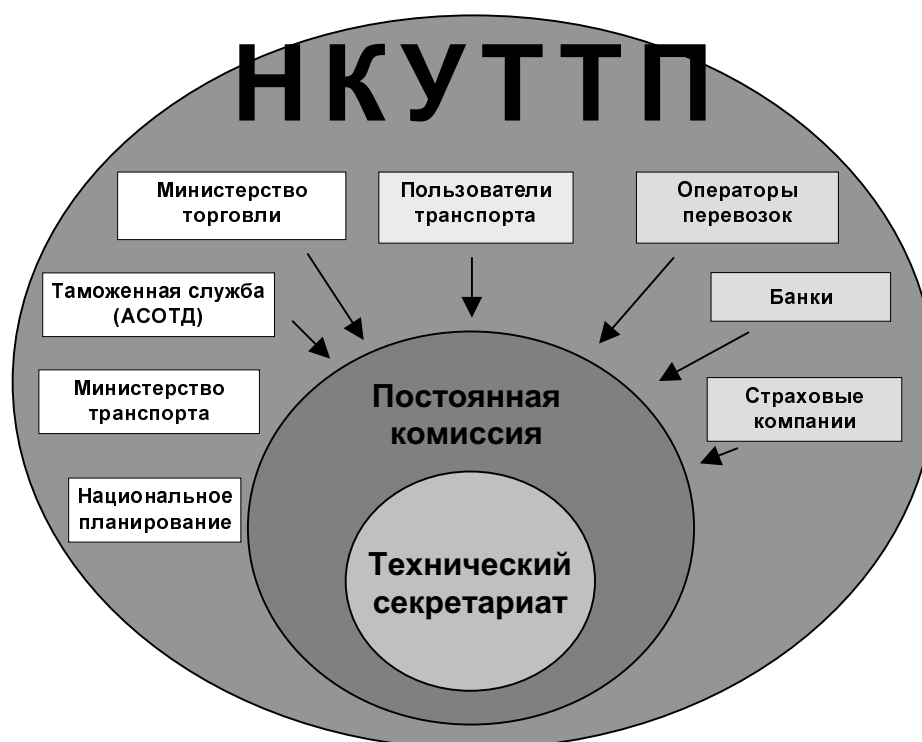 НКУТТП
Министерство
торговли
Пользователи
транспорта
Операторы
перевозок
Таможенная служба
(АСОТД)
Банки
Министерство
транспорта
Страховые
компании
Постоянная
комиссия
Национальное
планирование
Технический
секретариат